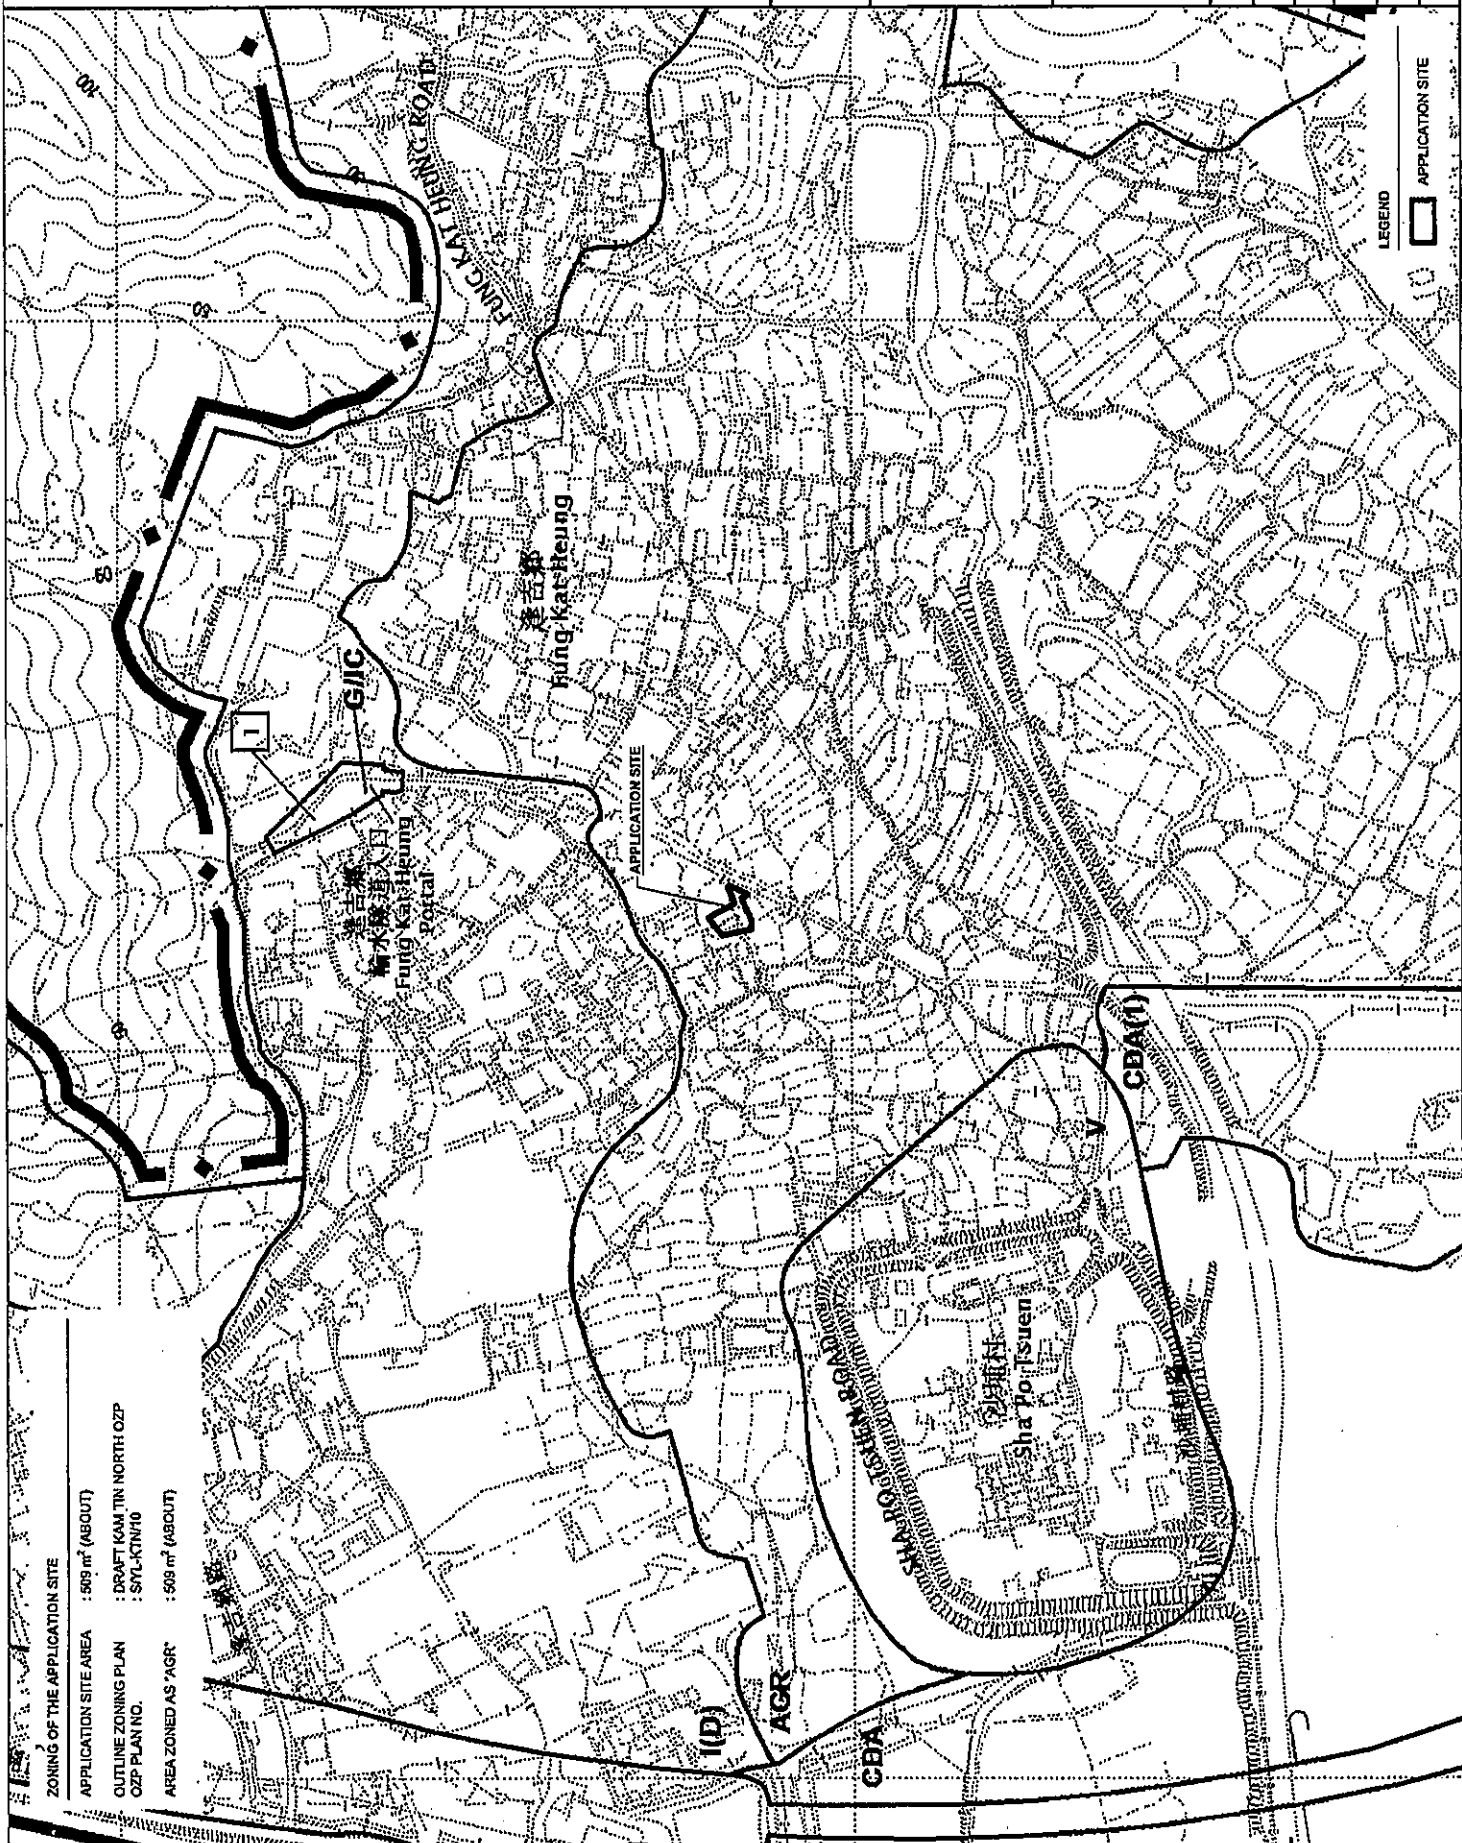 ZONING OF THE APPLICATION SITE
APPLICATION SITE AREA : 509 m² (ABOUT)
OUTLINE ZONING PLAN : DRAFT KAM TIN NORTH OZP
OZP PLAN NO. : S/YL-KTN/10
AREA ZONED AS "AGR" : 509 m² (ABOUT)
I(D)
AGR
CDA
SHA PO TSUEN ROAD
沙埔村
Sha Po Tsuen
V
CDA(1)
逢吉鄉
輸水隧道入口
Fung Kat Heung
Portal
1
G/IC
APPLICATION SITE
逢吉鄉
Fung Kat Heung
FUNG KAT HEUNG ROAD
100
50
LEGEND
APPLICATION SITE